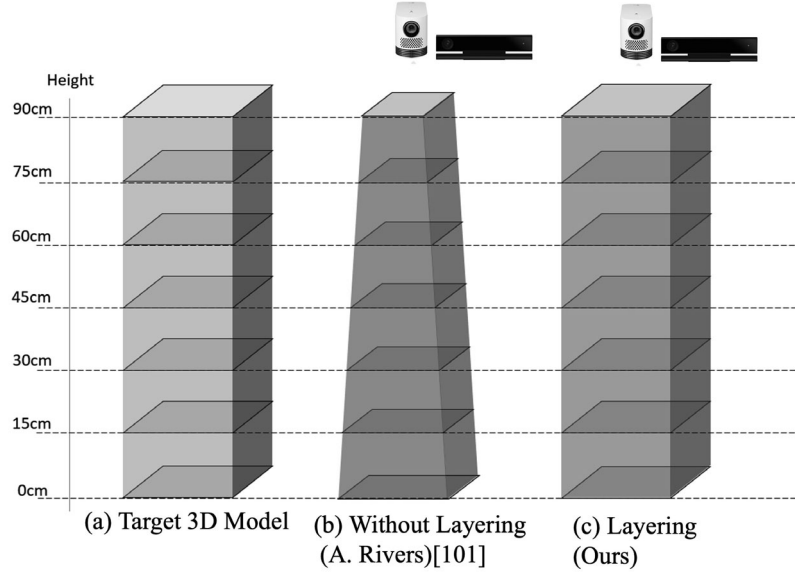 Height
90cm
75cm
60cm
45cm
30cm
15cm
0cm
(a) Target 3D Model
(b) Without Layering
(A. Rivers)[101]
(c) Layering
(Ours)